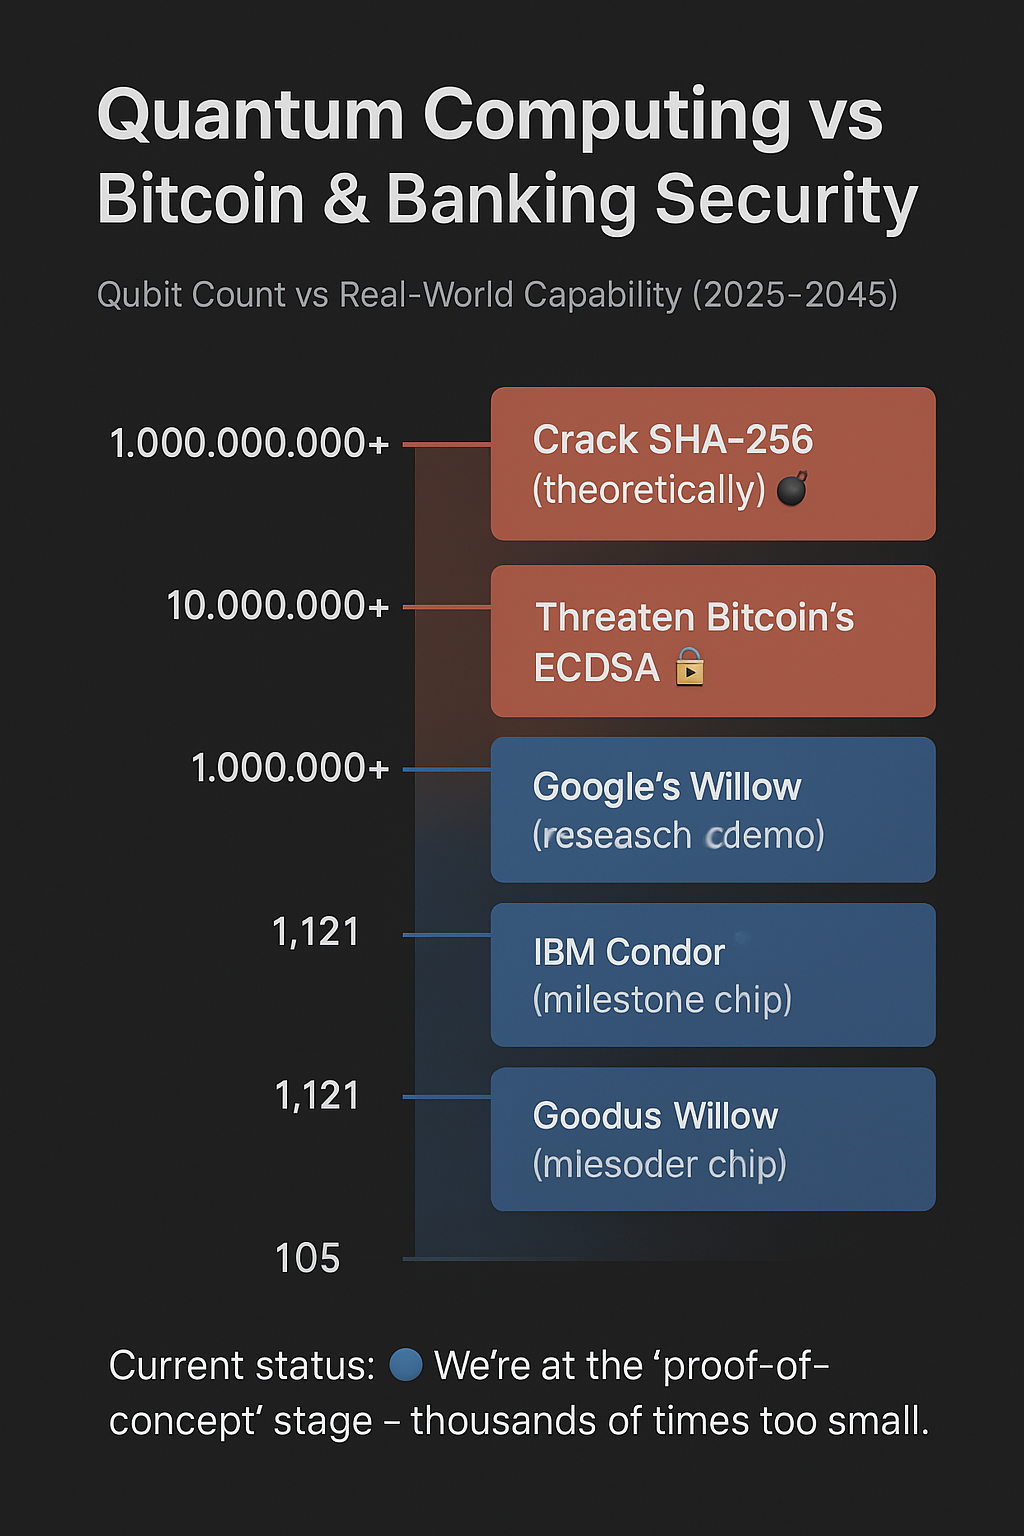 Quantum Computing vs
Bitcoin & Banking Security
Qubit Count vs Real-World Capability (2025–2045)
1.000.000.000+
Crack SHA-256
(theoretically)
10.000.000+
Threaten Bitcoin’s
ECDSA
1.000.000+
Google’s Willow
(reseasch cdemo)
1,121
IBM Condor
(milestone chip)
1,121
Goodus Willow
(miesoder chip)
105
Current status: We’re at the ‘proof-of-
concept’ stage – thousands of times too small.